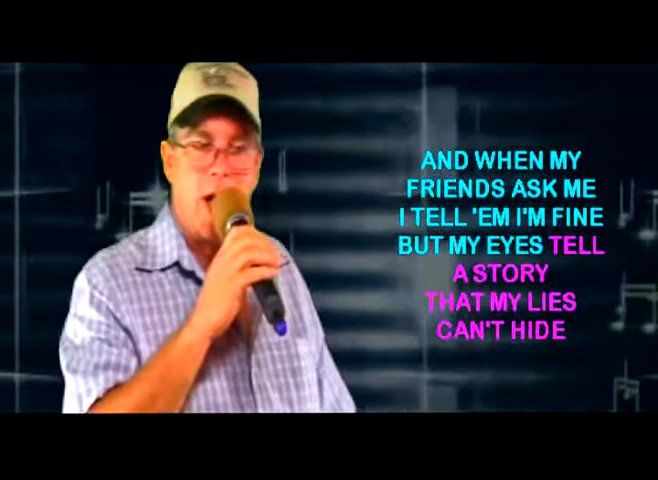 AND WHEN MY
FRIENDS ASK ME
I TELL 'EM I'M FINE
BUT MY EYES TELL
A STORY
THAT MY LIES
CAN'T HIDE